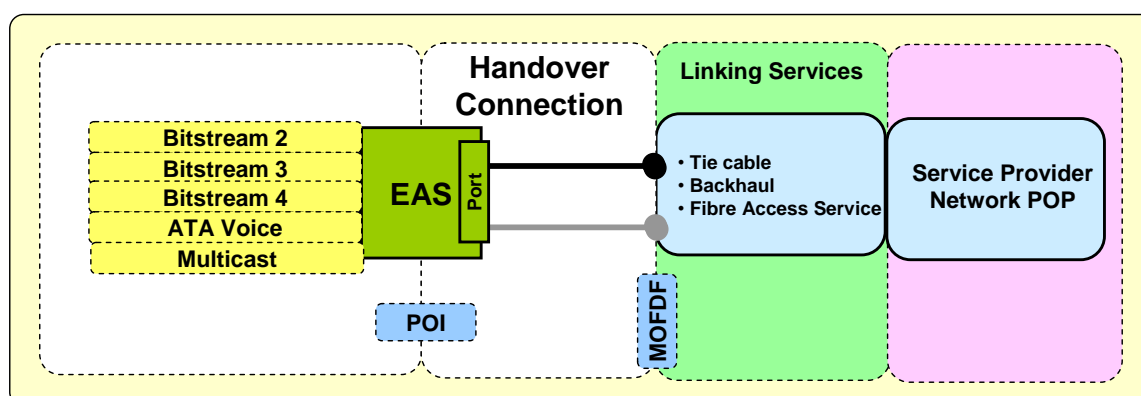 Handover
Connection
Linking Services
Bitstream 2
Bitstream 3
Bitstream 4
ATA Voice
Multicast
EAS
Port
• Tie cable
• Backhaul
• Fibre Access Service
Service Provider
Network POP
POI
MOFDF